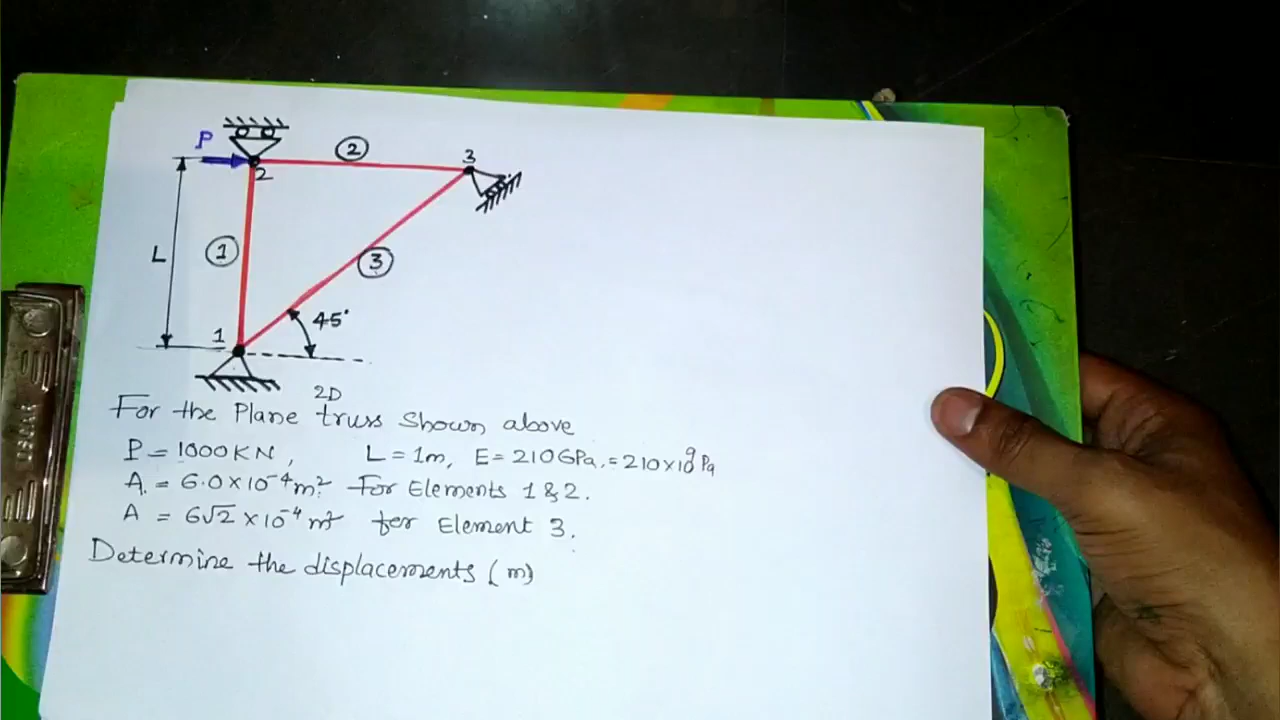 P
2
3
2
L
1
3
1
45°
2D
For the Plane truss Shown above
P = 1000 KN, L = 1m, E = 210 GPa, = 210×10⁹ Pa
A = 6.0×10⁻⁴ m². For Elements 1 & 2.
A = 6√2 ×10⁻⁴ m² for Element 3.
Determine the displacements (m)